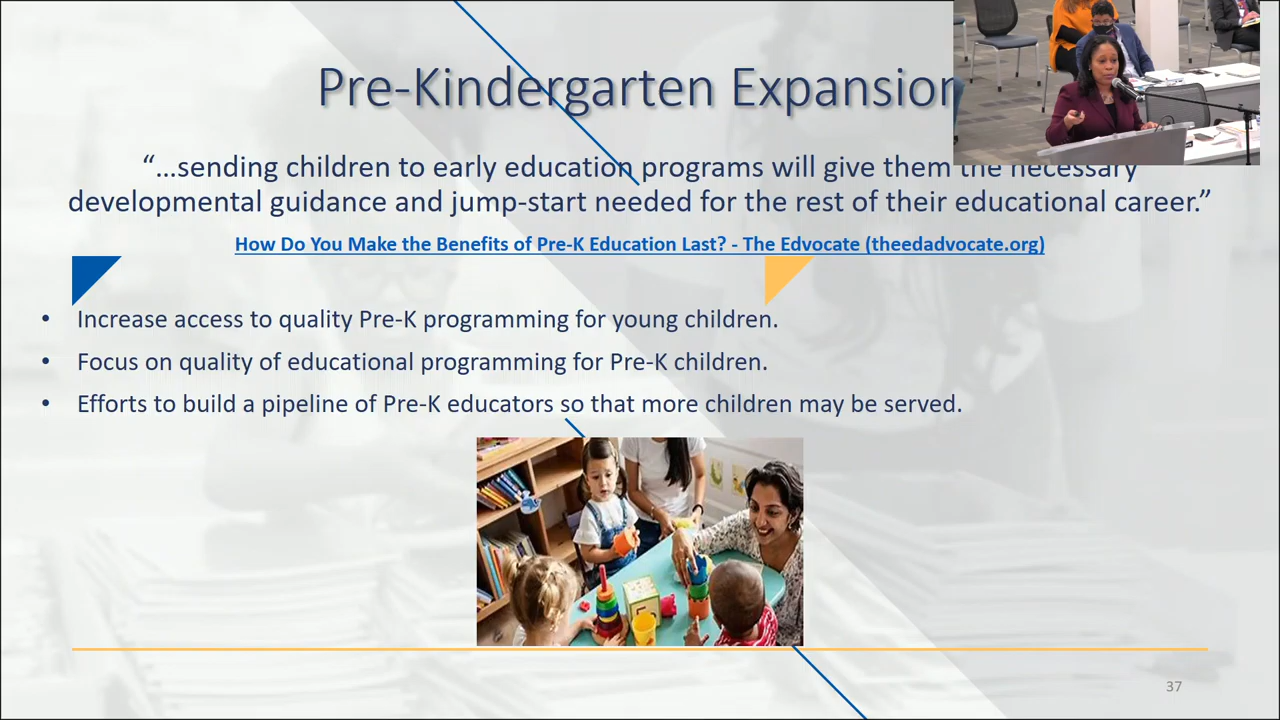 Pre-Kindergarten Expansion
“...sending children to early education programs will give them the necessary
developmental guidance and jump-start needed for the rest of their educational career.”
How Do You Make the Benefits of Pre-K Education Last? - The Edvocate (theedadvocate.org)
• Increase access to quality Pre-K programming for young children.
• Focus on quality of educational programming for Pre-K children.
• Efforts to build a pipeline of Pre-K educators so that more children may be served.
37